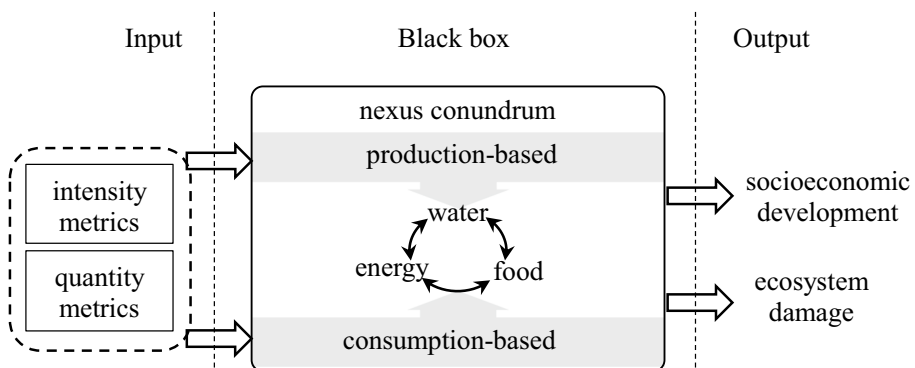 Input
Black box
Output
nexus conundrum
production-based
intensity
metrics
quantity
metrics
water
energy
food
consumption-based
socioeconomic
development
ecosystem
damage